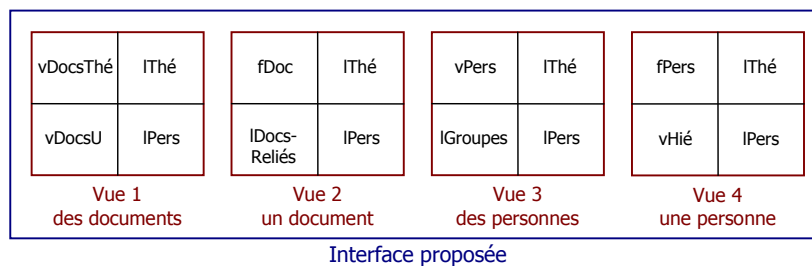 vDocsThé
lThé
vDocsU
lPers
Vue 1
des documents
fDoc
lThé
lDocs-
Reliés
lPers
Vue 2
un document
vPers
lThé
lGroupes
lPers
Vue 3
des personnes
fPers
lThé
vHié
lPers
Vue 4
une personne
Interface proposée